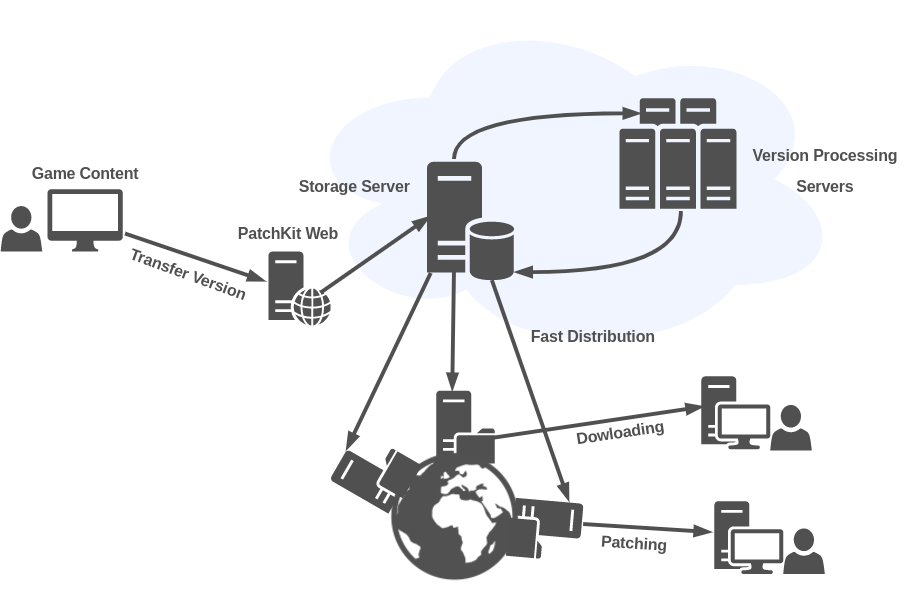 Game Content
Transfer Version
PatchKit Web
Storage Server
Version Processing
Servers
Fast Distribution
Dowloading
Patching